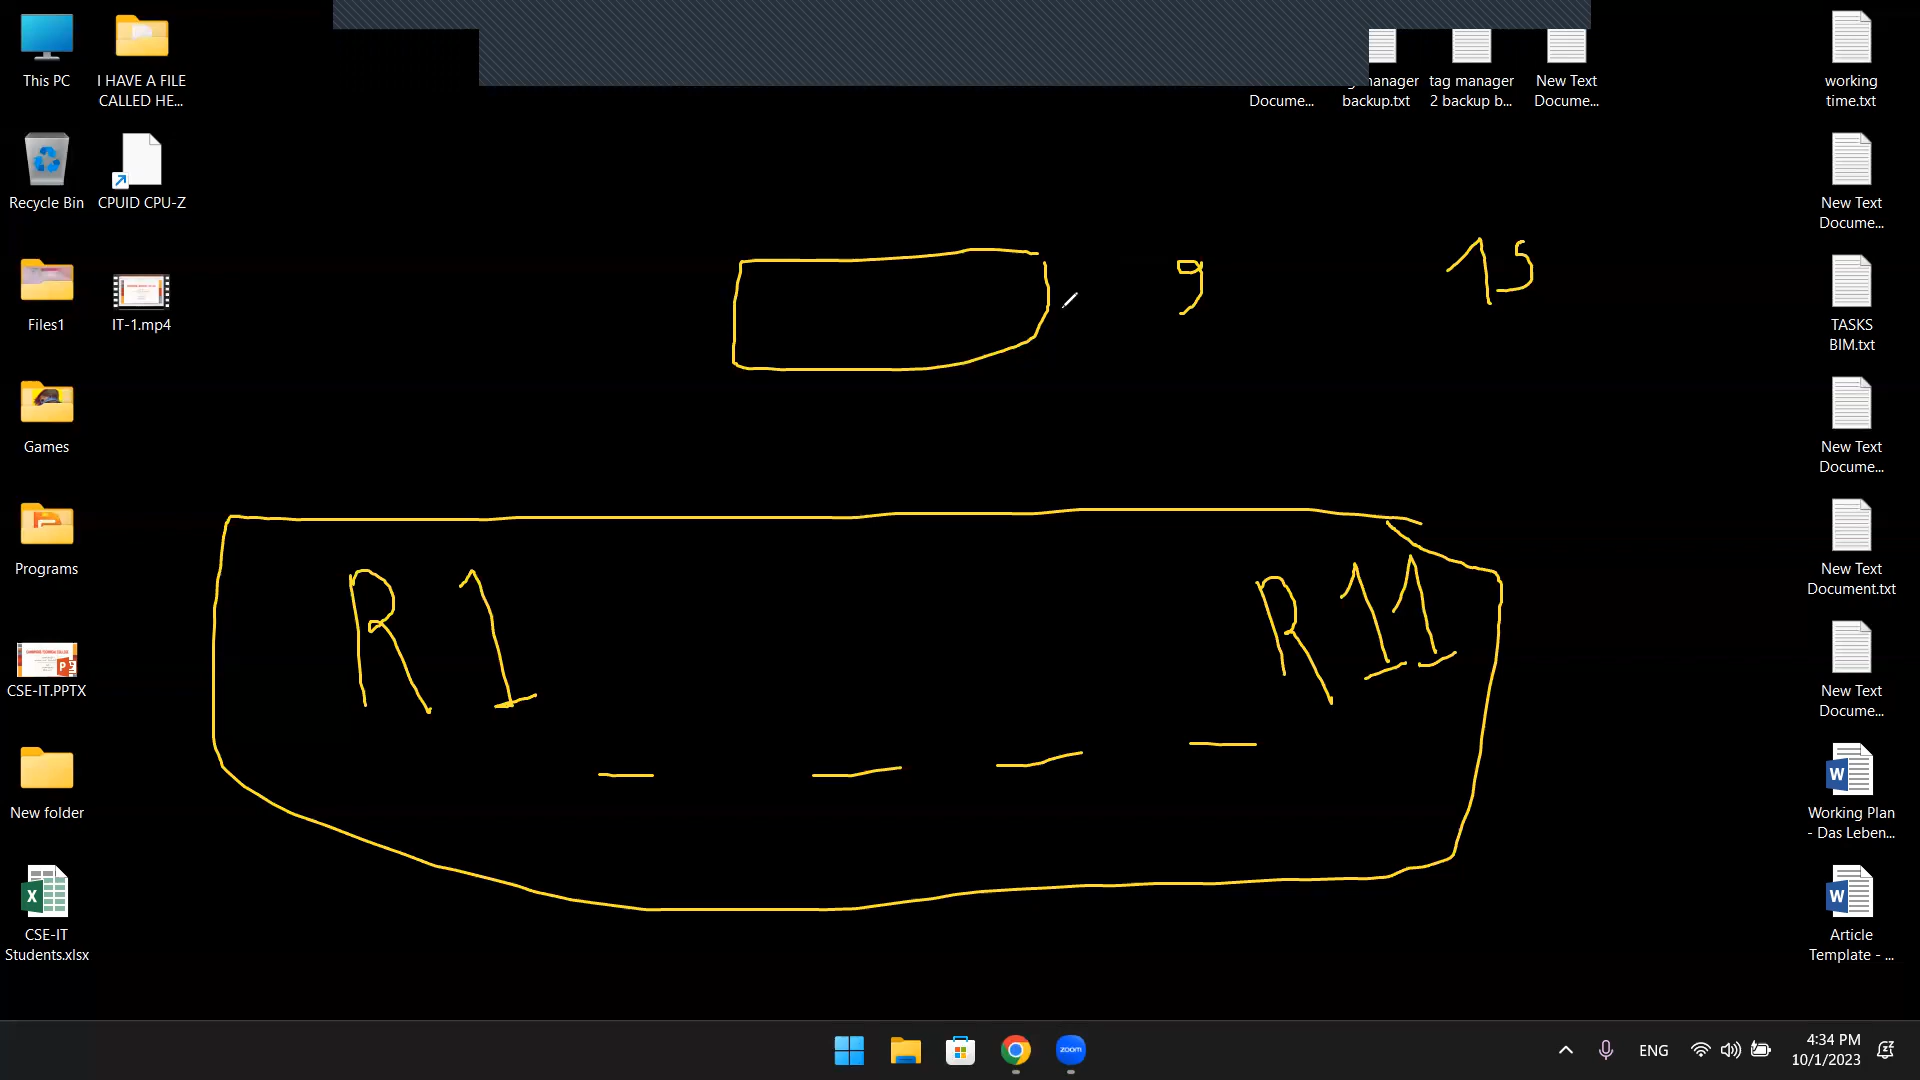 This PC
I HAVE A FILE
CALLED HE...
Recycle Bin
CPUID CPU-Z
Files1
IT-1.mp4
Games
Programs
CSE-IT.PPTX
New folder
CSE-IT
Students.xlsx
Docume...
anager
backup.txt
tag manager
2 backup b...
New Text
Docume...
9
15
R 1
R 11
working
time.txt
New Text
Docume...
TASKS
BIM.txt
New Text
Docume...
New Text
Document.txt
New Text
Docume...
Working Plan
- Das Leben...
Article
Template - ...
zoom
ENG
4:34 PM
10/1/2023